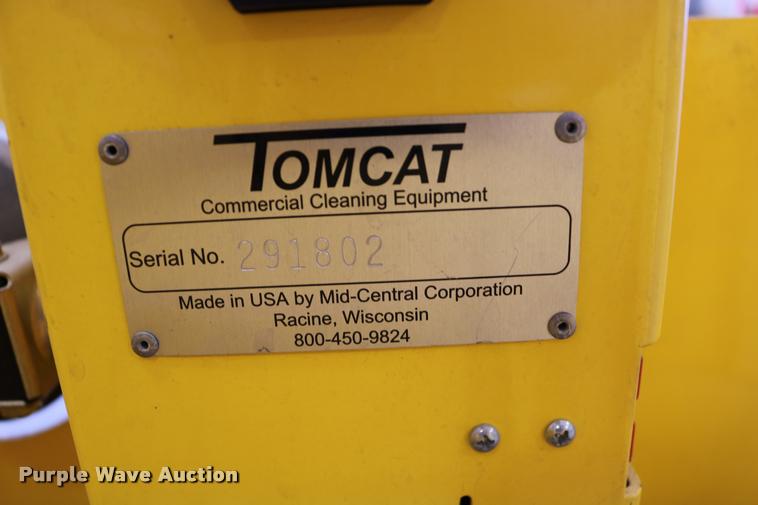 TOMCAT
Commercial Cleaning Equipment
Serial No. 291802
Made in USA by Mid-Central Corporation
Racine, Wisconsin
800-450-9824
Purple Wave Auction